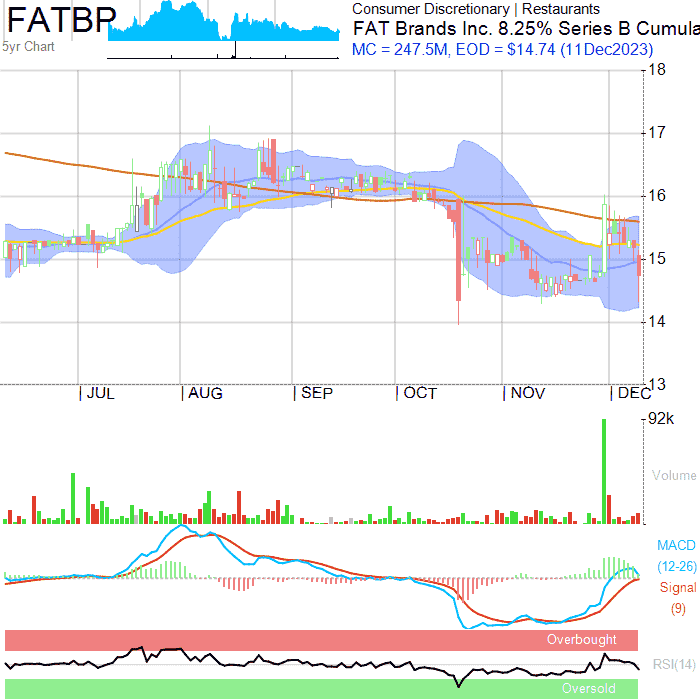 FATBP
5yr Chart
Consumer Discretionary | Restaurants
FAT Brands Inc. 8.25% Series B Cumula
MC = 247.5M, EOD = $14.74 (11Dec2023)
18
17
16
15
14
13
JUL AUG SEP OCT NOV DEC
92k
Volume
MACD
(12-26)
Signal
(9)
Overbought
RSI(14)
Oversold